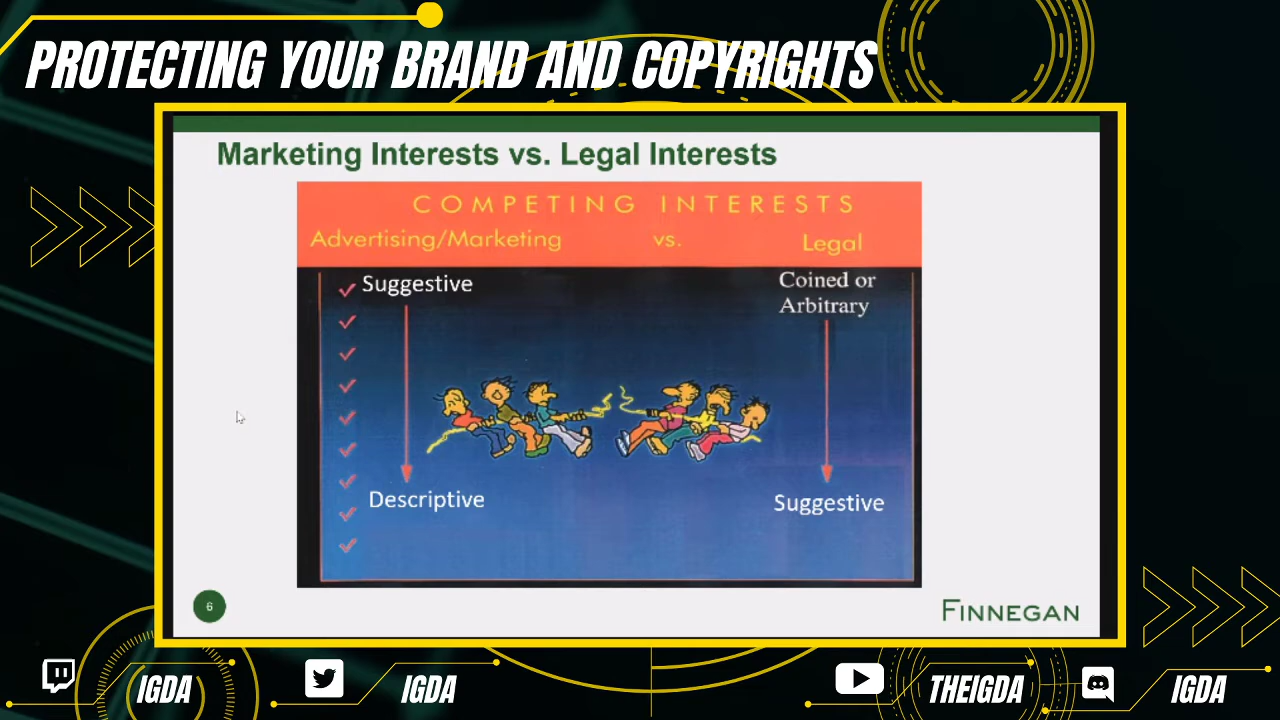 PROTECTING YOUR BRAND AND COPYRIGHTS
Marketing Interests vs. Legal Interests
COMPETING INTERESTS
Advertising/Marketing vs. Legal
Suggestive
Coined or
Arbitrary
Descriptive
Suggestive
6
FINNEGAN
IGDA
IGDA
THEIGDA
IGDA